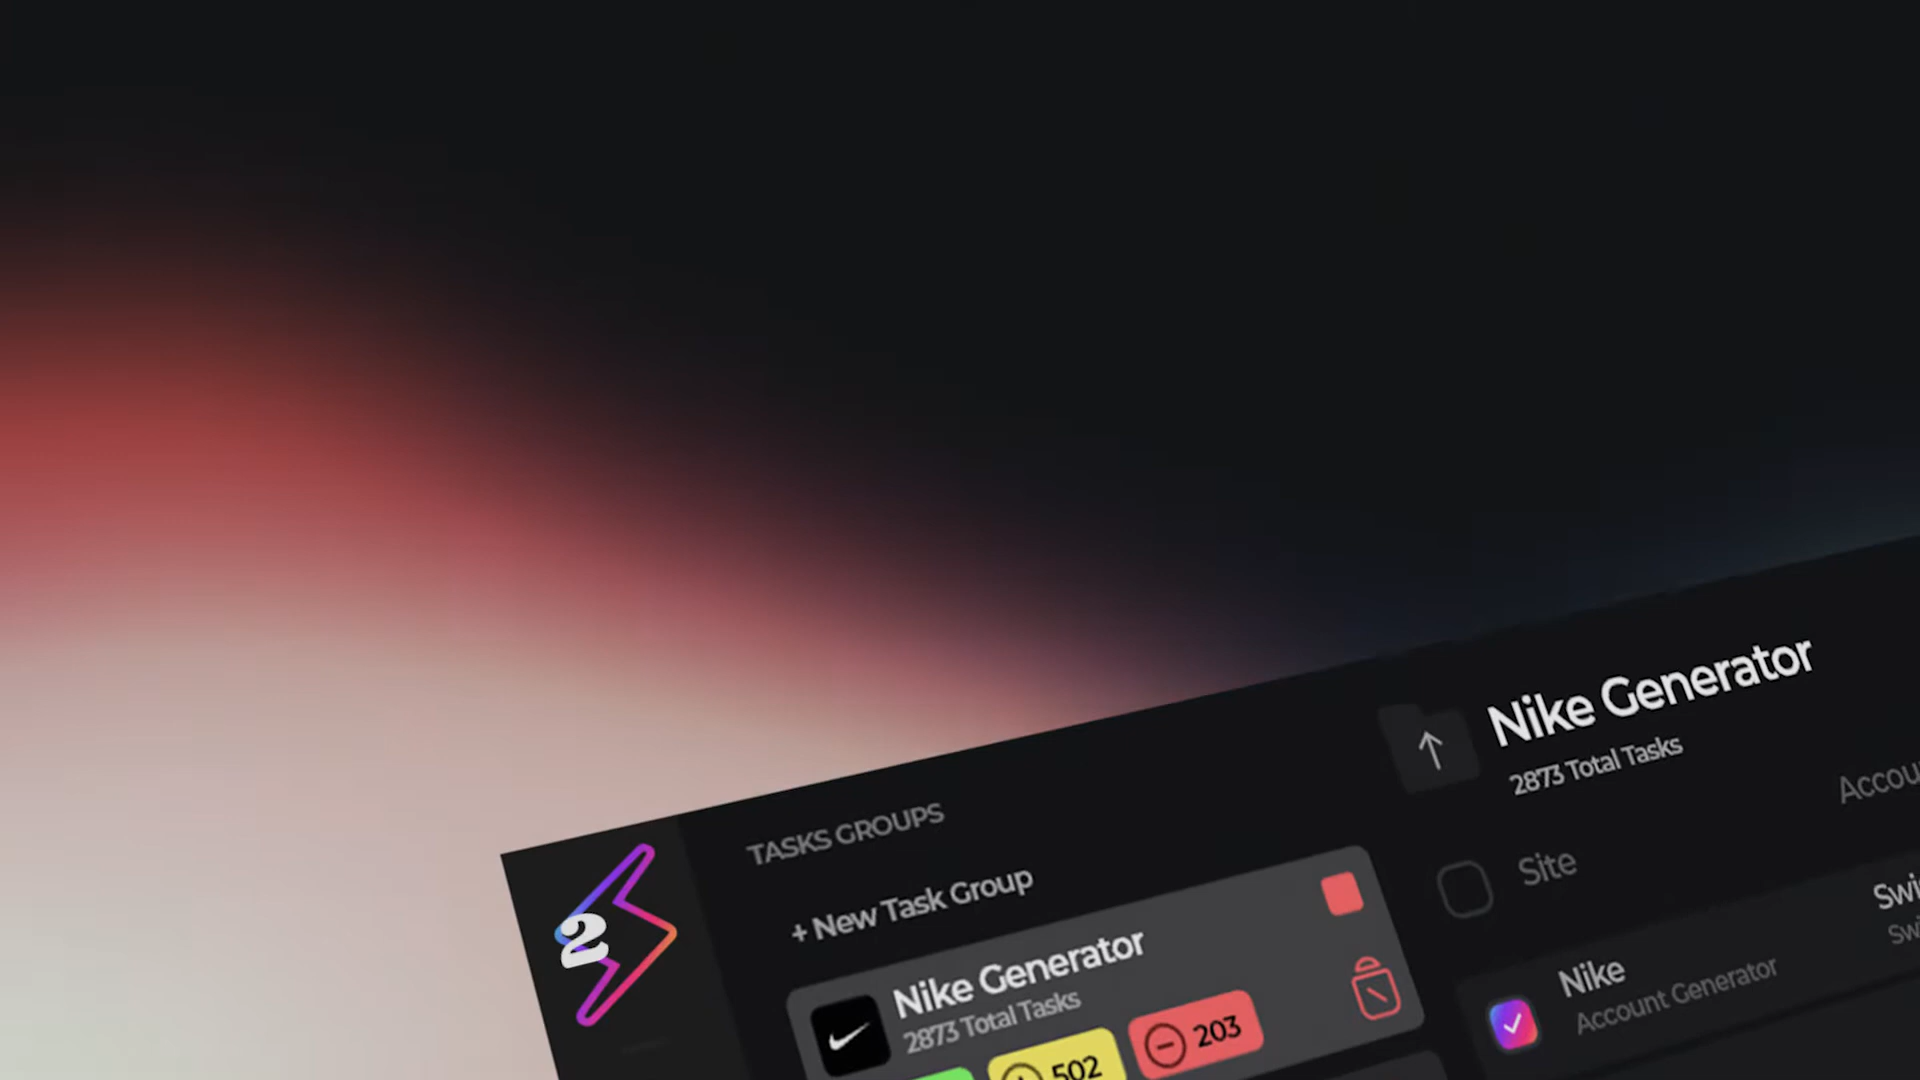 2
TASKS GROUPS
+ New Task Group
Nike Generator
2873 Total Tasks
502
203
Nike Generator
2873 Total Tasks
Site
Nike
Account Generator